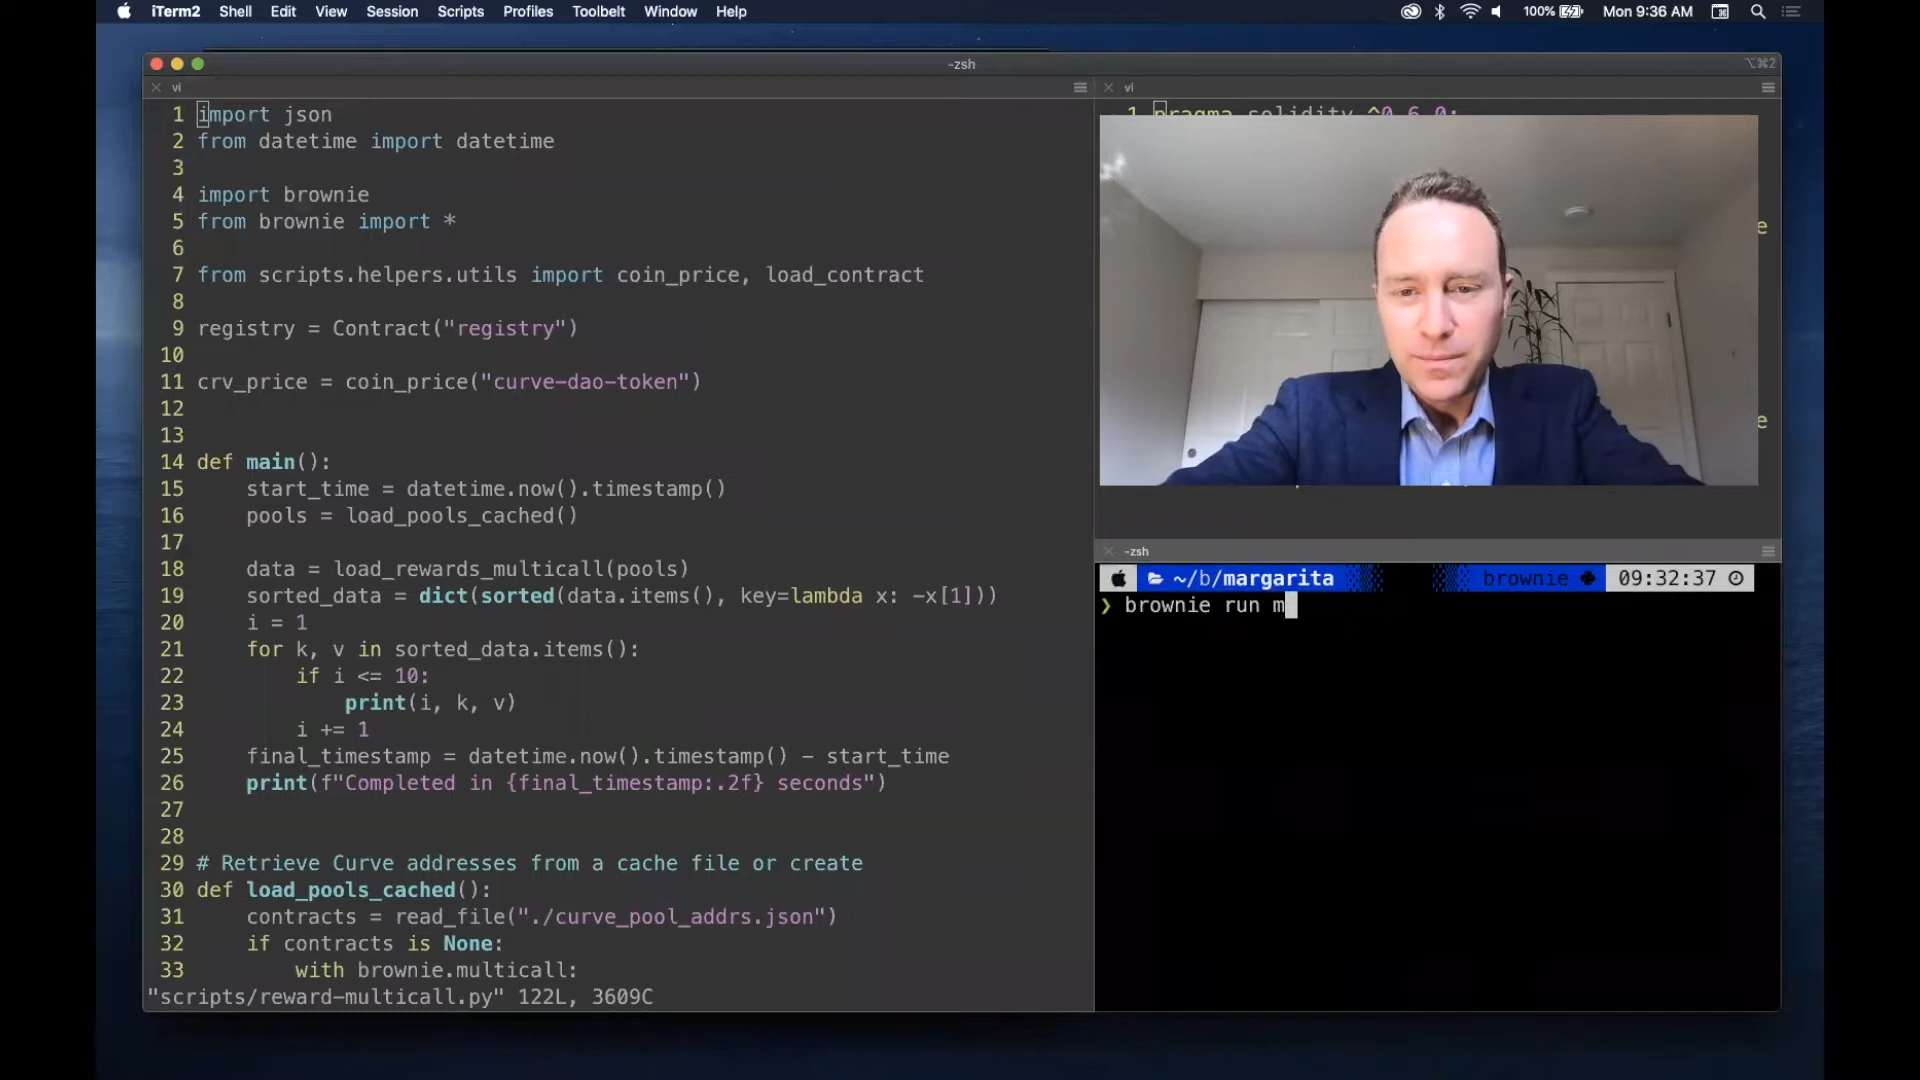 iTerm2 Shell Edit View Session Scripts Profiles Toolbelt Window Help 100% Mon 9:36 AM
-zsh ⌥⌘2
vi
1 import json
2 from datetime import datetime
3
4 import brownie
5 from brownie import *
6
7 from scripts.helpers.utils import coin_price, load_contract
8
9 registry = Contract("registry")
10
11 crv_price = coin_price("curve-dao-token")
12
13
14 def main():
15     start_time = datetime.now().timestamp()
16     pools = load_pools_cached()
17
18     data = load_rewards_multicall(pools)
19     sorted_data = dict(sorted(data.items(), key=lambda x: -x[1]))
20     i = 1
21     for k, v in sorted_data.items():
22         if i <= 10:
23             print(i, k, v)
24         i += 1
25     final_timestamp = datetime.now().timestamp() - start_time
26     print(f"Completed in {final_timestamp:.2f} seconds")
27
28
29 # Retrieve Curve addresses from a cache file or create
30 def load_pools_cached():
31     contracts = read_file("./curve_pool_addrs.json")
32     if contracts is None:
33         with brownie.multicall:
"scripts/reward-multicall.py" 122L, 3609C
vi
1 pragma solidity ^0.6.0;
e
e
-zsh
~/b/margarita brownie 09:32:37
❯ brownie run m